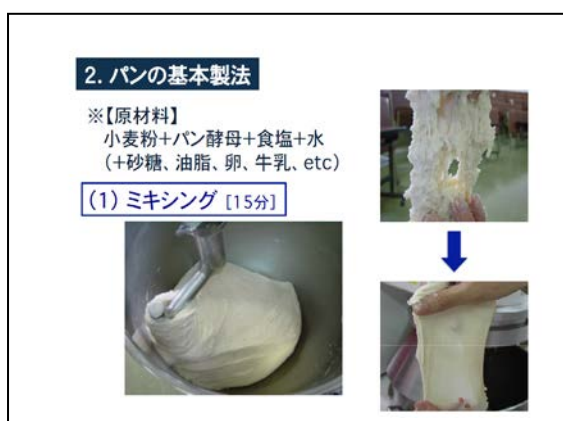 2. パンの基本製法
※【原材料】
小麦粉+パン酵母+食塩+水
(+砂糖、油脂、卵、牛乳、etc)
(1) ミキシング [15分]